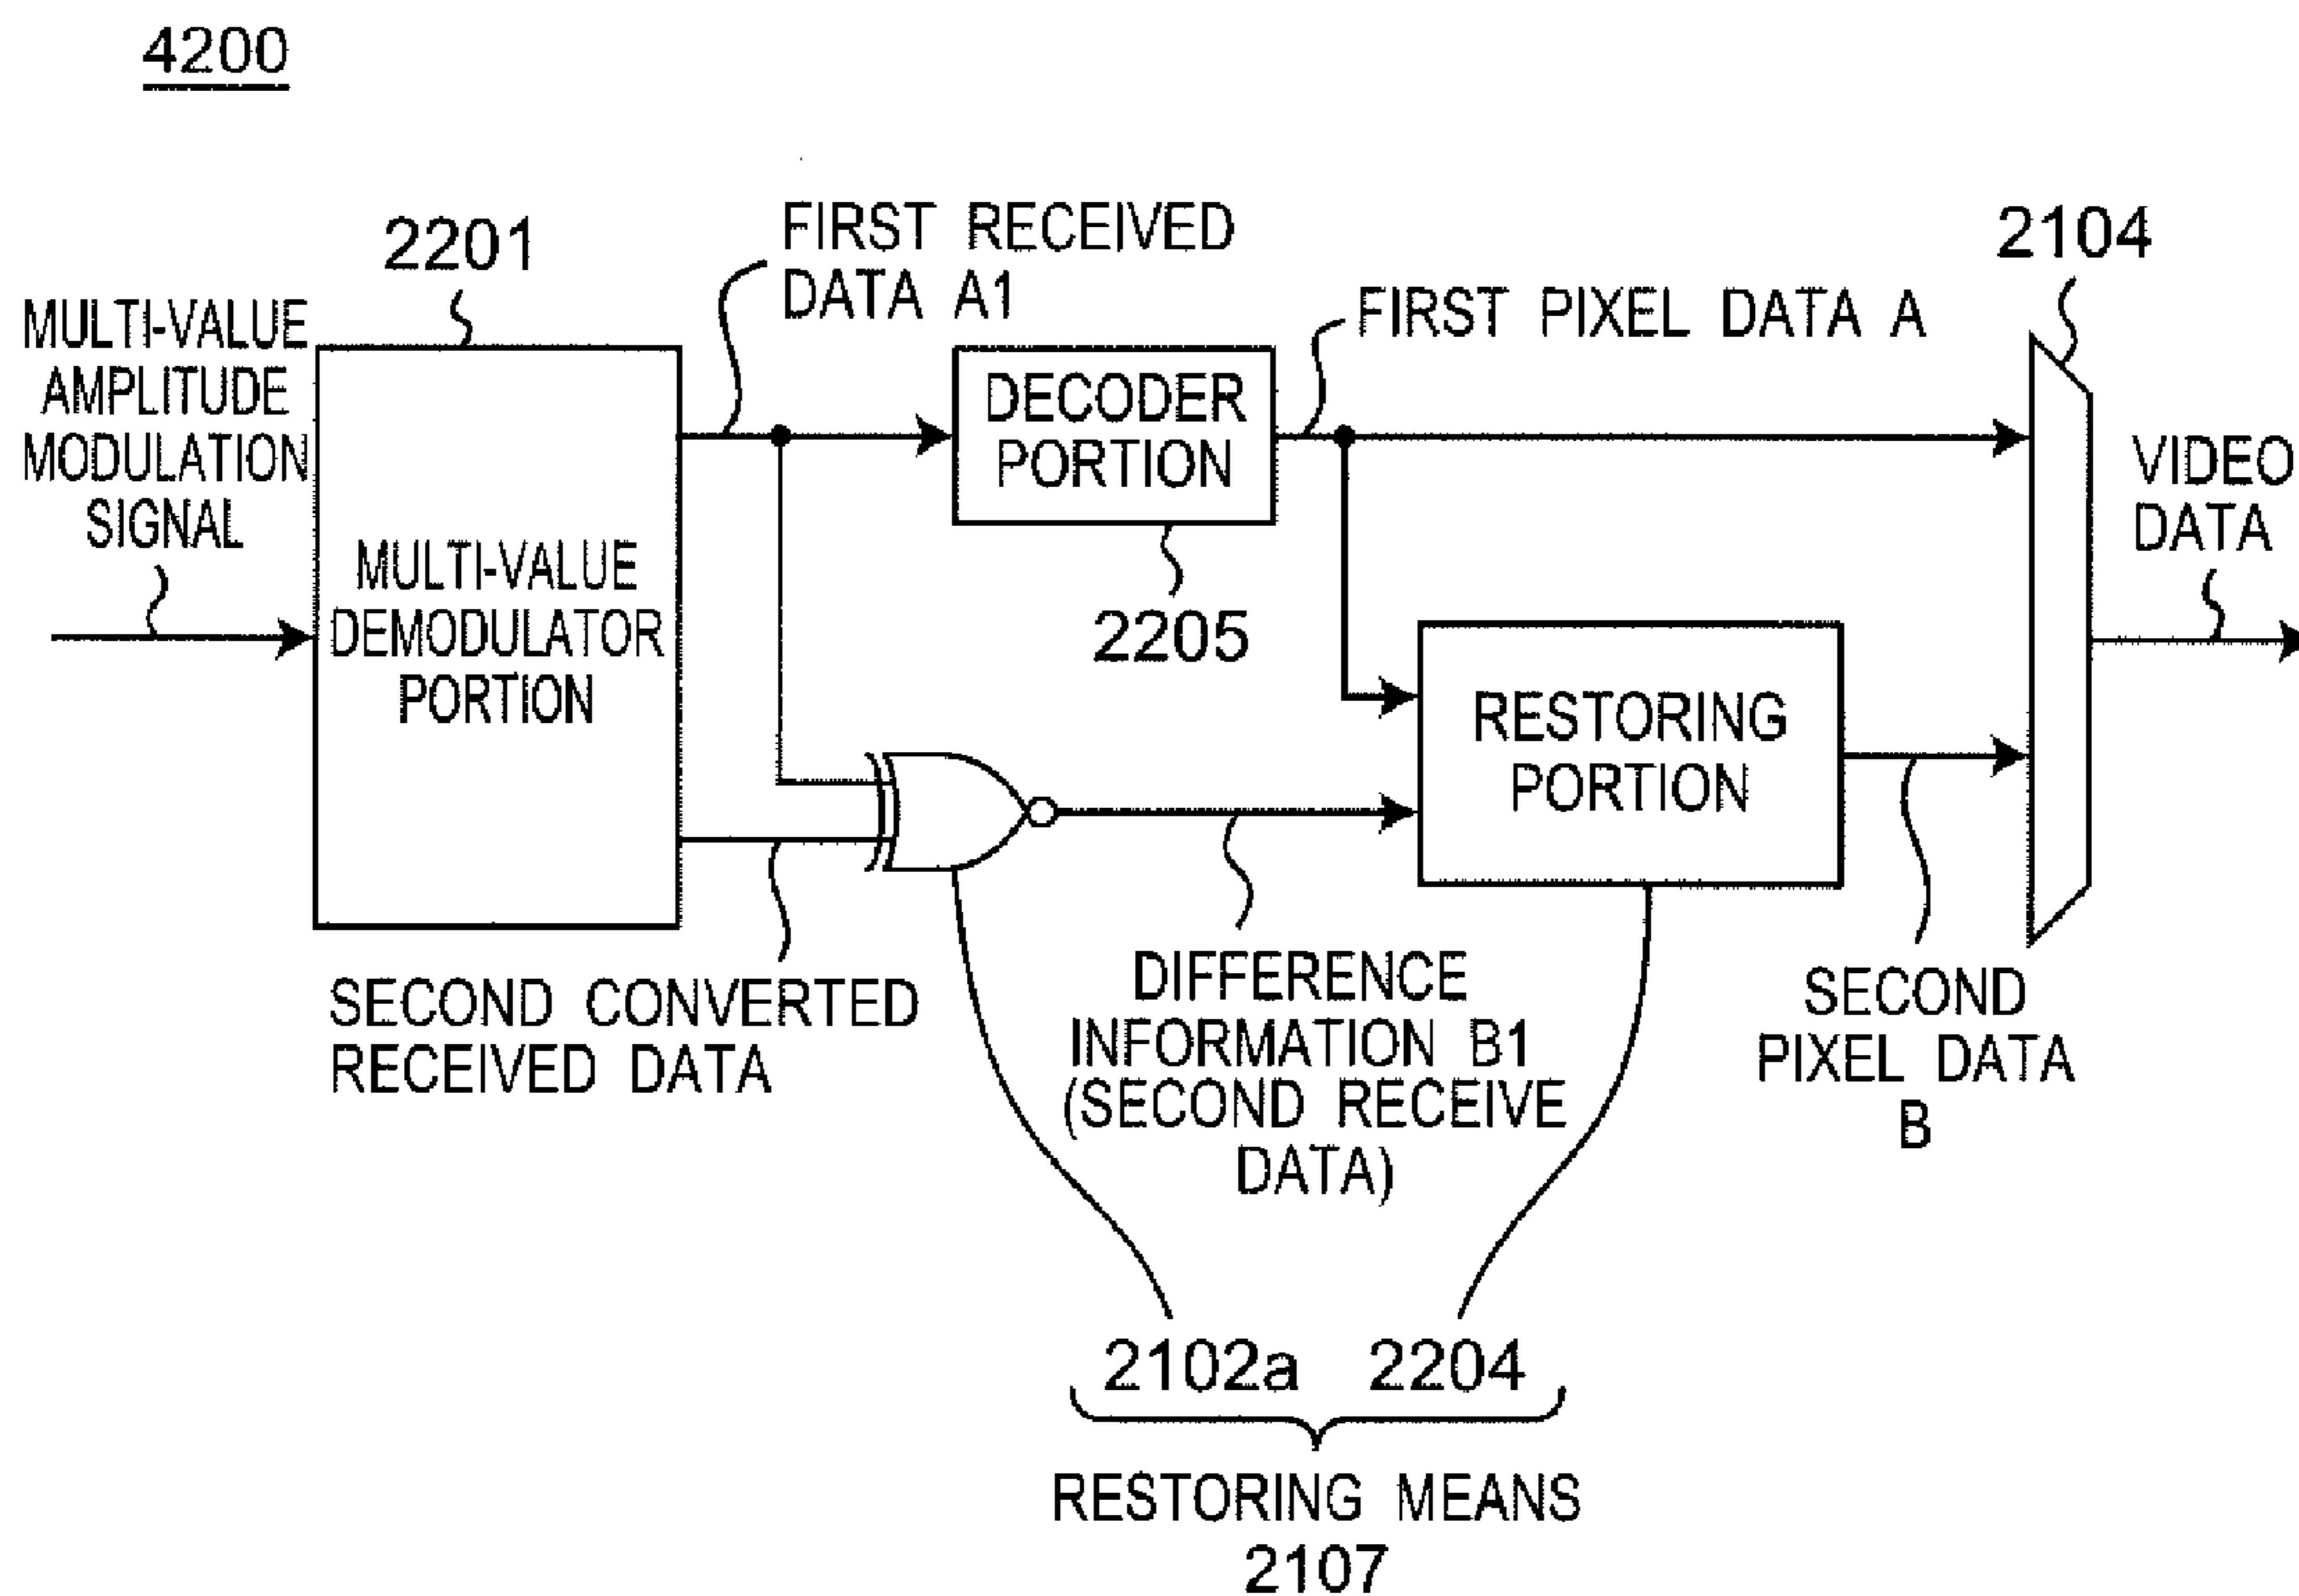 4200
2201
MULTI-VALUE
AMPLITUDE
MODULATION
SIGNAL
FIRST RECEIVED
DATA A1
FIRST PIXEL DATA A
2104
MULTI-VALUE
DEMODULATOR
PORTION
DECODER
PORTION
2205
VIDEO
DATA
RESTORING
PORTION
SECOND CONVERTED
RECEIVED DATA
DIFFERENCE
INFORMATION B1
(SECOND RECEIVE
DATA)
SECOND
PIXEL DATA
B
2102a 2204
RESTORING MEANS
2107